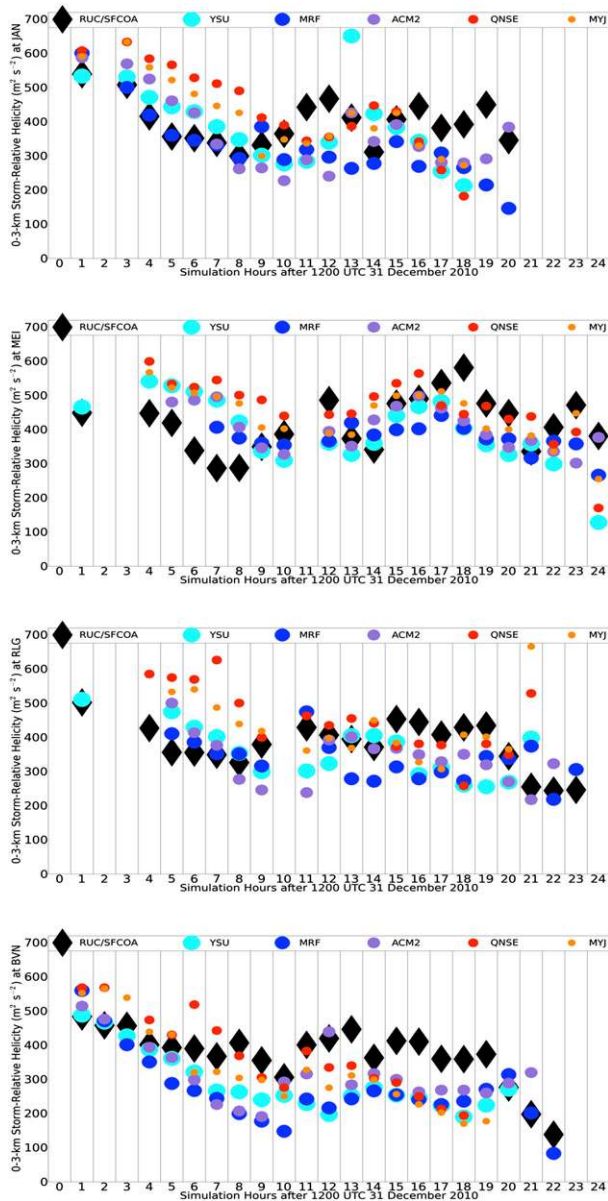 0-3-km Storm-Relative Helicity (m² s⁻²) at JAN
700
600
500
400
300
200
100
0
RUC/SFCOA YSU MRF ACM2 QNSE MYJ
0 1 2 3 4 5 6 7 8 9 10 11 12 13 14 15 16 17 18 19 20 21 22 23 24
Simulation Hours after 1200 UTC 31 December 2010
0-3-km Storm-Relative Helicity (m² s⁻²) at MEI
700
600
500
400
300
200
100
0
RUC/SFCOA YSU MRF ACM2 QNSE MYJ
0 1 2 3 4 5 6 7 8 9 10 11 12 13 14 15 16 17 18 19 20 21 22 23 24
Simulation Hours after 1200 UTC 31 December 2010
0-3-km Storm-Relative Helicity (m² s⁻²) at RLG
700
600
500
400
300
200
100
0
RUC/SFCOA YSU MRF ACM2 QNSE MYJ
0 1 2 3 4 5 6 7 8 9 10 11 12 13 14 15 16 17 18 19 20 21 22 23 24
Simulation Hours after 1200 UTC 31 December 2010
0-3-km Storm-Relative Helicity (m² s⁻²) at BVN
700
600
500
400
300
200
100
0
RUC/SFCOA YSU MRF ACM2 QNSE MYJ
0 1 2 3 4 5 6 7 8 9 10 11 12 13 14 15 16 17 18 19 20 21 22 23 24
Simulation Hours after 1200 UTC 31 December 2010